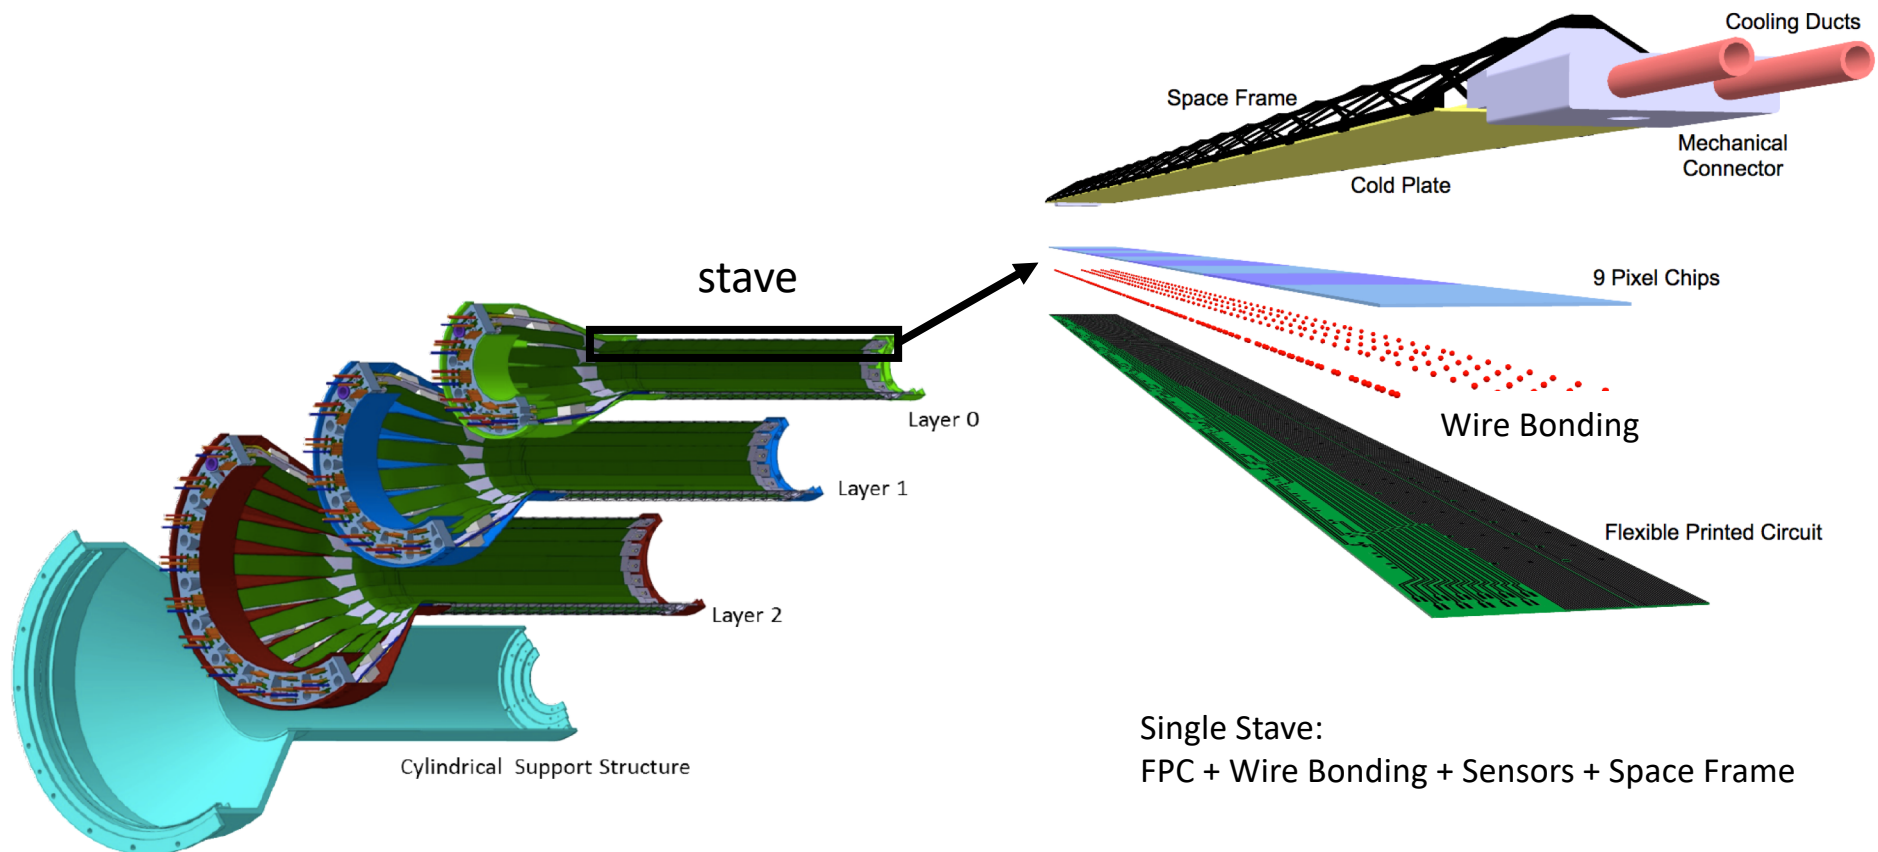 Cooling Ducts
Space Frame
Mechanical
Connector
Cold Plate
stave
9 Pixel Chips
Layer 0
Wire Bonding
Layer 1
Flexible Printed Circuit
Layer 2
Cylindrical Support Structure
Single Stave:
FPC + Wire Bonding + Sensors + Space Frame